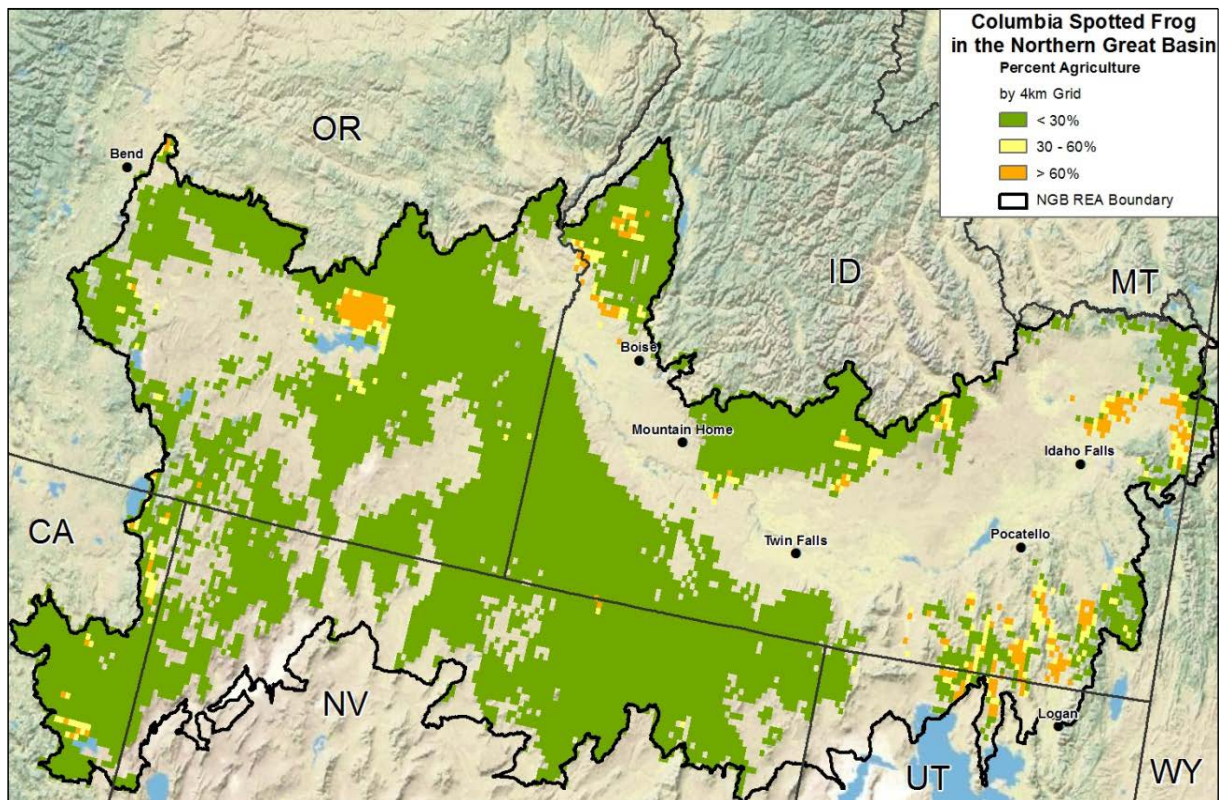 Columbia Spotted Frog
in the Northern Great Basin
Percent Agriculture
by 4km Grid
< 30%
30 - 60%
> 60%
NGB REA Boundary
OR
Bend
ID
MT
Boise
Mountain Home
Idaho Falls
CA
Twin Falls
Pocatello
NV
Logan
UT
WY